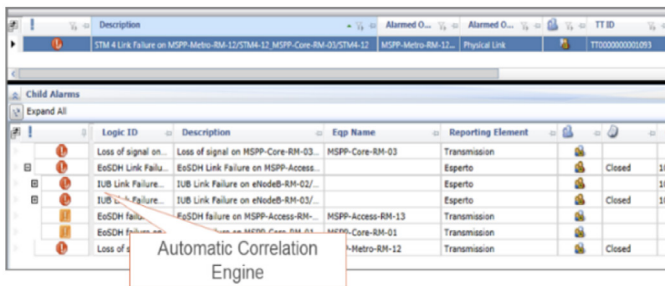 ! Description Alarmed O... Alarmed O... TT ID
STM 4 Link Failure on MSPP-Metro-RM-12/STM4-12_MSPP-Core-RM-03/STM4-12 MSPP-Metro-RM-12... Physical Link TT0000000001093
Child Alarms
Expand All
! Logic ID Description Eqp Name Reporting Element
Loss of signal on... Loss of signal on MSPP-Core-RM-03... MSPP-Core-RM-03 Transmission
EoSDH Link Failu... EoSDH Link Failure on MSPP-Access... Esperto Closed 10
IUB Link Failure... IUB Link Failure on eNodeB-RM-02/... Esperto
IUB Link Failure... IUB Link Failure on eNodeB-RM-03/... Esperto Closed 10
EoSDH failu... EoSDH failure on MSPP-Access-RM-... MSPP-Access-RM-13 Transmission
EoSDH failure on MSPP-Core-RM-01 MSPP-Core-RM-01 Transmission
Loss of s -Metro-RM-12 Transmission Closed
Automatic Correlation
Engine